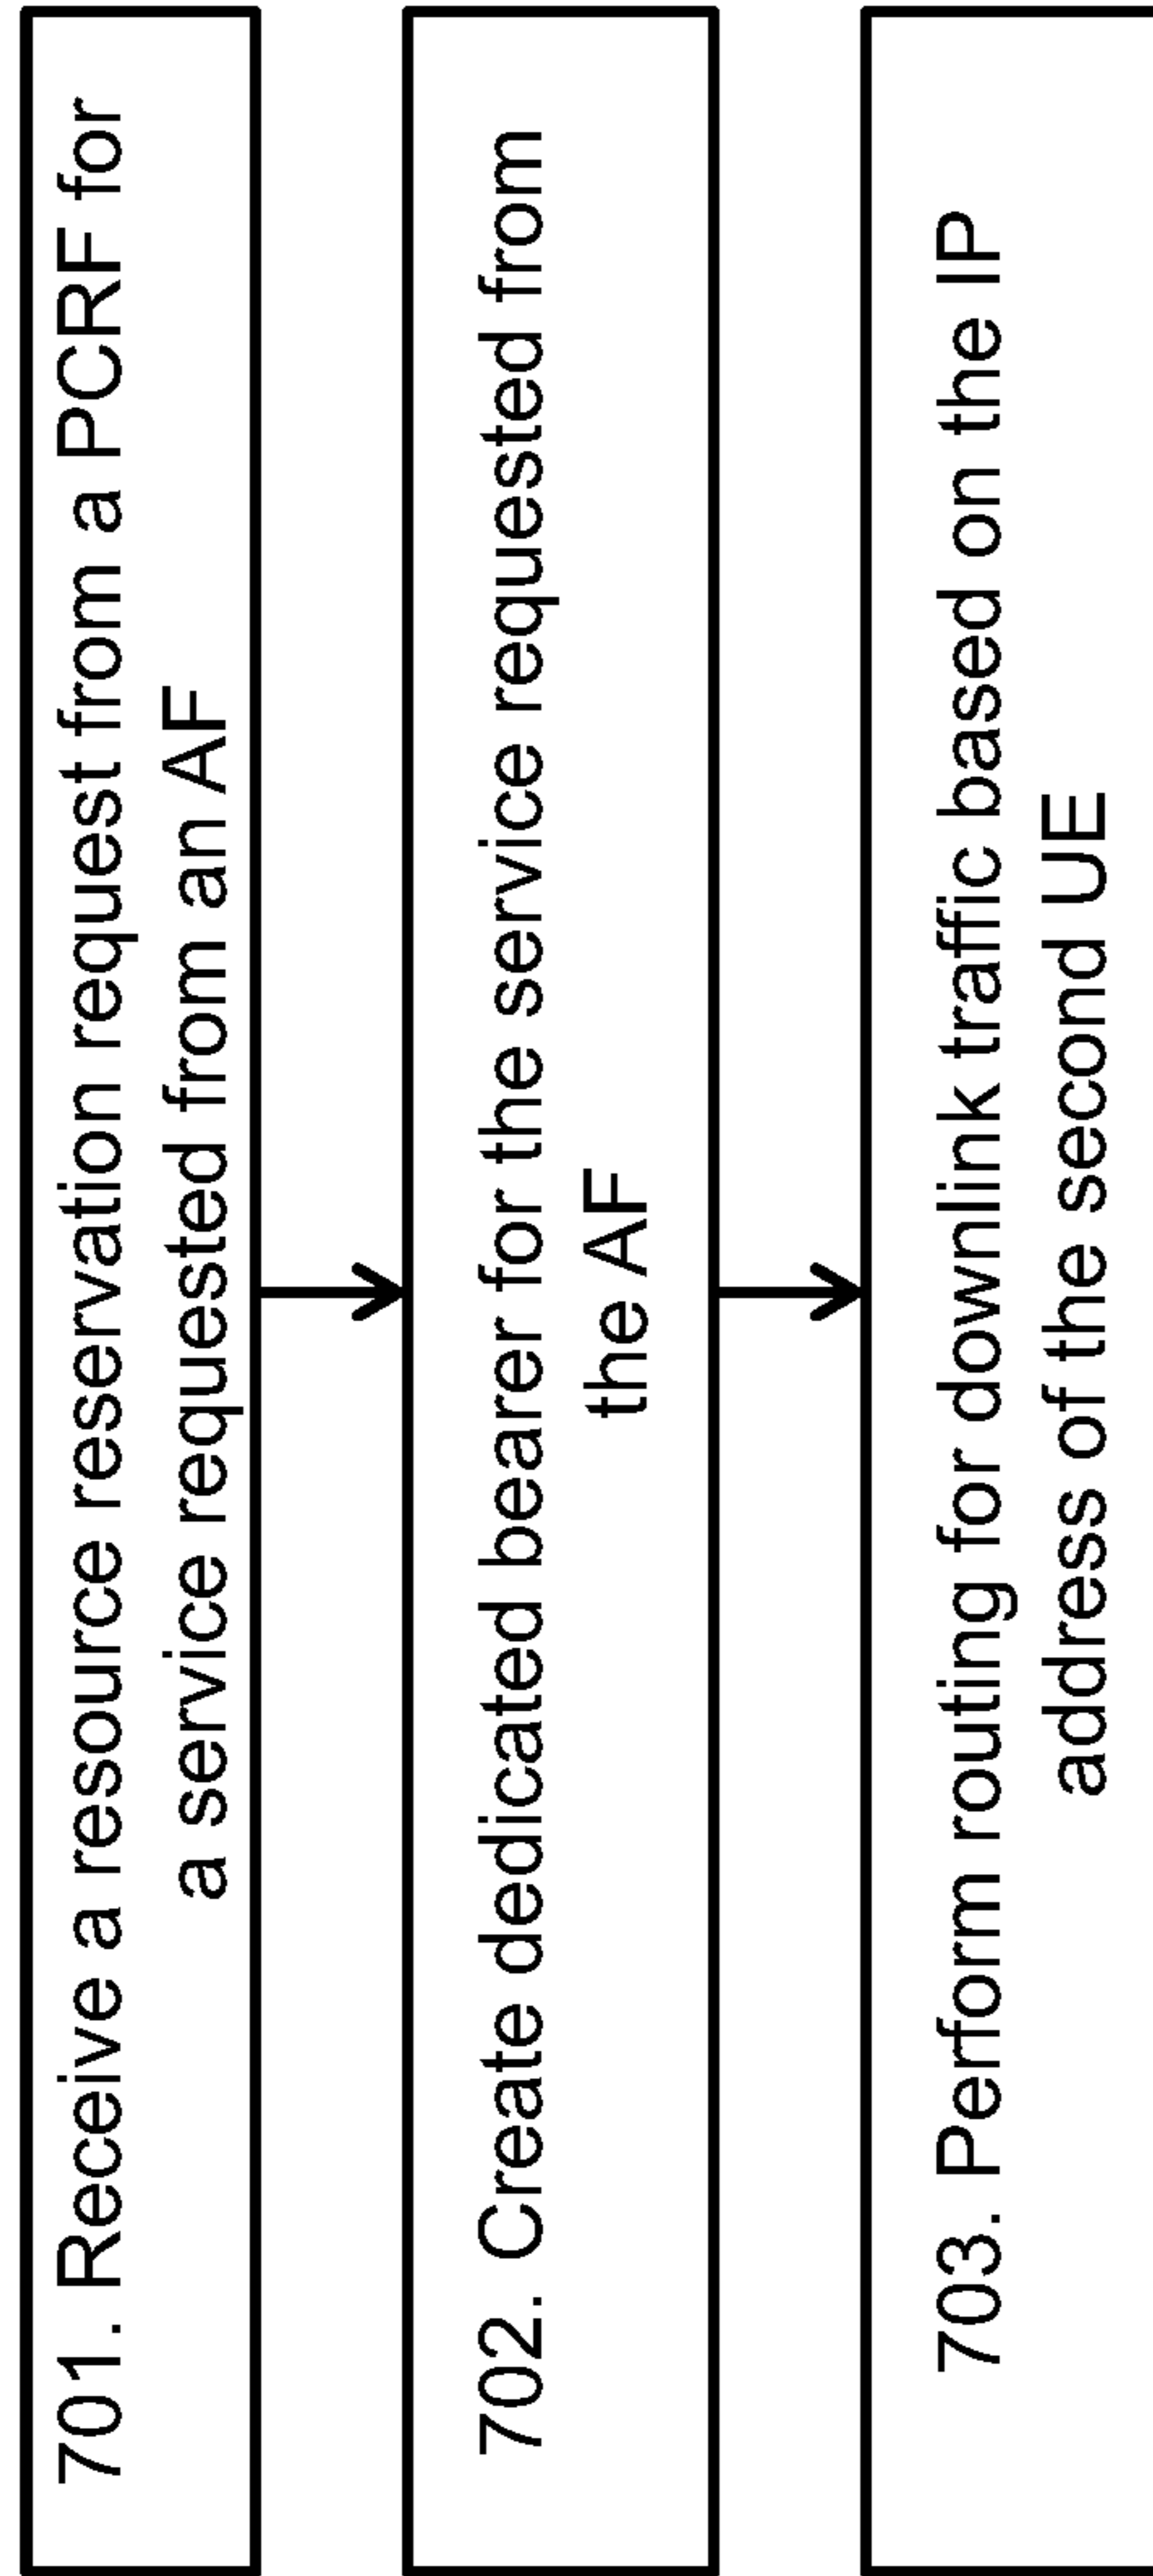 701. Receive a resource reservation request from a PCRF for
a service requested from an AF
702. Create dedicated bearer for the service requested from
the AF
703. Perform routing for downlink traffic based on the IP
address of the second UE